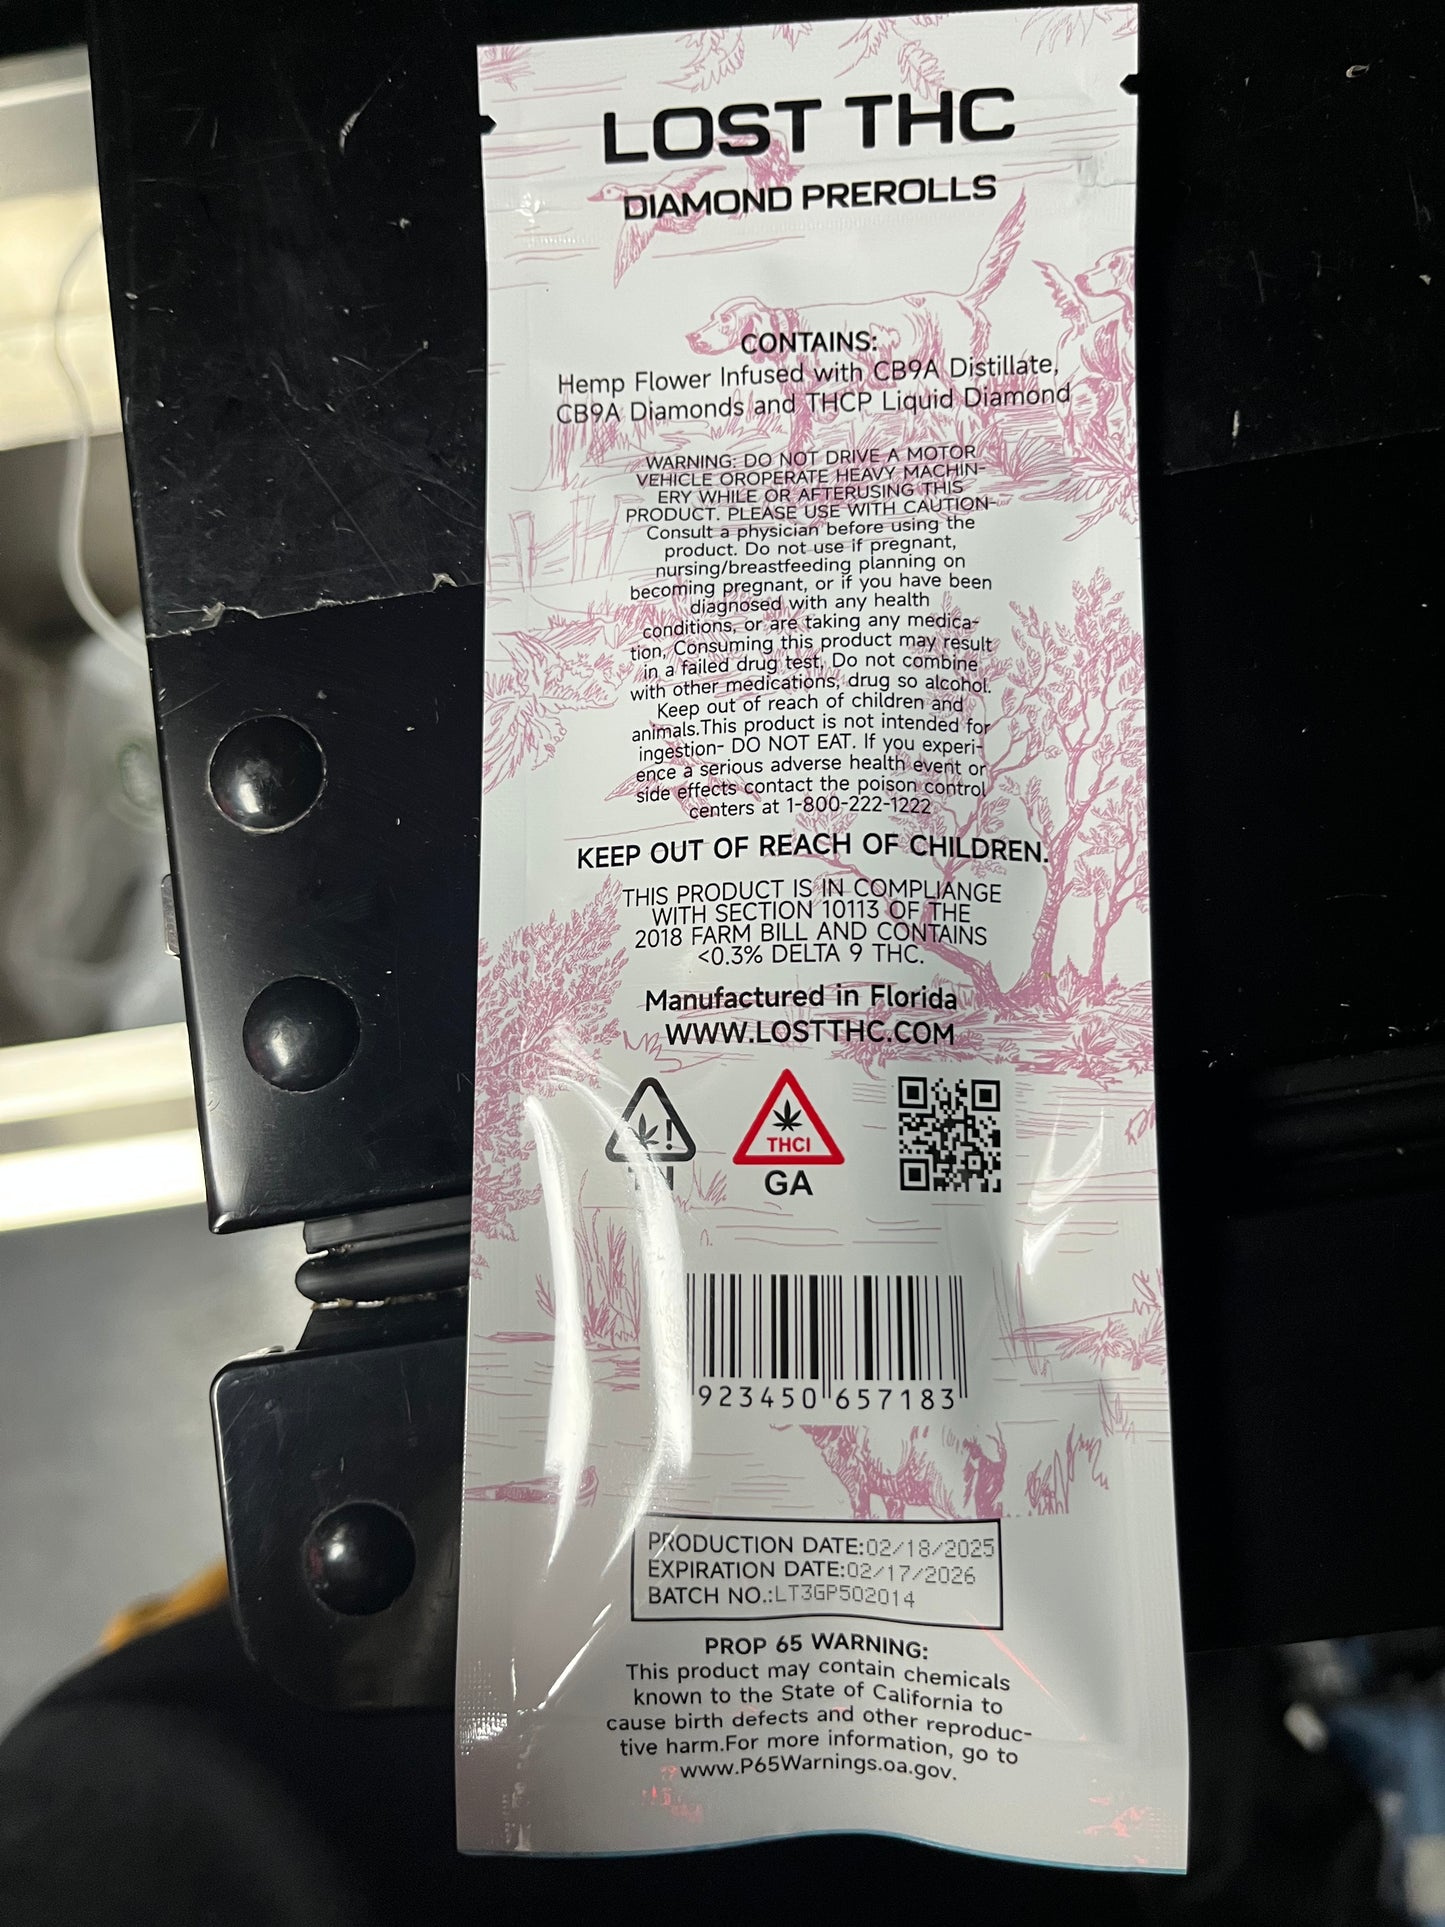 LOST THC
DIAMOND PREROLLS
CONTAINS:
Hemp Flower Infused with CB9A Distillate,
CB9A Diamonds and THCP Liquid Diamond
WARNING: DO NOT DRIVE A MOTOR
VEHICLE OROPERATE HEAVY MACHIN-
ERY WHILE OR AFTERUSING THIS
PRODUCT. PLEASE USE WITH CAUTION-
Consult a physician before using the
product. Do not use if pregnant,
nursing/breastfeeding planning on
becoming pregnant, or if you have been
diagnosed with any health
conditions, or are taking any medica-
tion, Consuming this product may result
in a failed drug test, Do not combine
with other medications, drug so alcohol.
Keep out of reach of children and
animals.This product is not intended for
ingestion- DO NOT EAT. If you experi-
ence a serious adverse health event or
side effects contact the poison control
centers at 1-800-222-1222
KEEP OUT OF REACH OF CHILDREN.
THIS PRODUCT IS IN COMPLIANGE
WITH SECTION 10113 OF THE
2018 FARM BILL AND CONTAINS
<0.3% DELTA 9 THC.
Manufactured in Florida
WWW.LOSTTHC.COM
!
THCI
GA
923450 657183
PRODUCTION DATE:02/18/2025
EXPIRATION DATE:02/17/2026
BATCH NO.:LT3GP502014
PROP 65 WARNING:
This product may contain chemicals
known to the State of California to
cause birth defects and other reproduc-
tive harm.For more information, go to
www.P65Warnings.oa.gov.